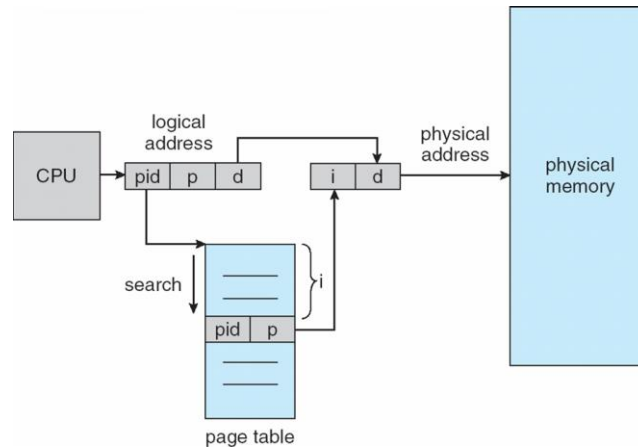 logical
address
physical
address
CPU
pid p d
i d
physical
memory
search
i
pid p
page table